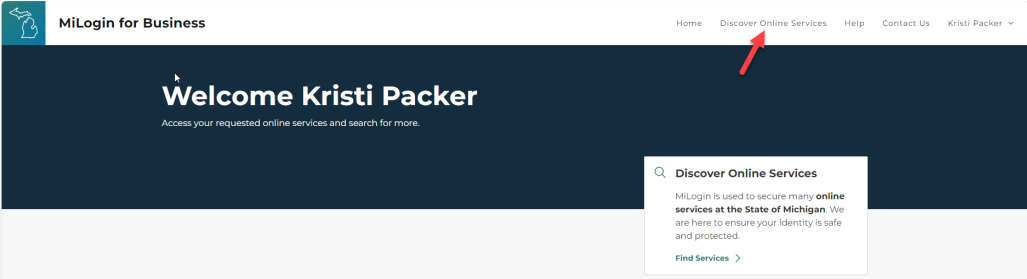 MiLogin for Business
Home Discover Online Services Help Contact Us Kristi Packer
Welcome Kristi Packer
Access your requested online services and search for more.
Discover Online Services
MiLogin is used to secure many online
services at the State of Michigan. We
are here to ensure your identity is safe
and protected.
Find Services